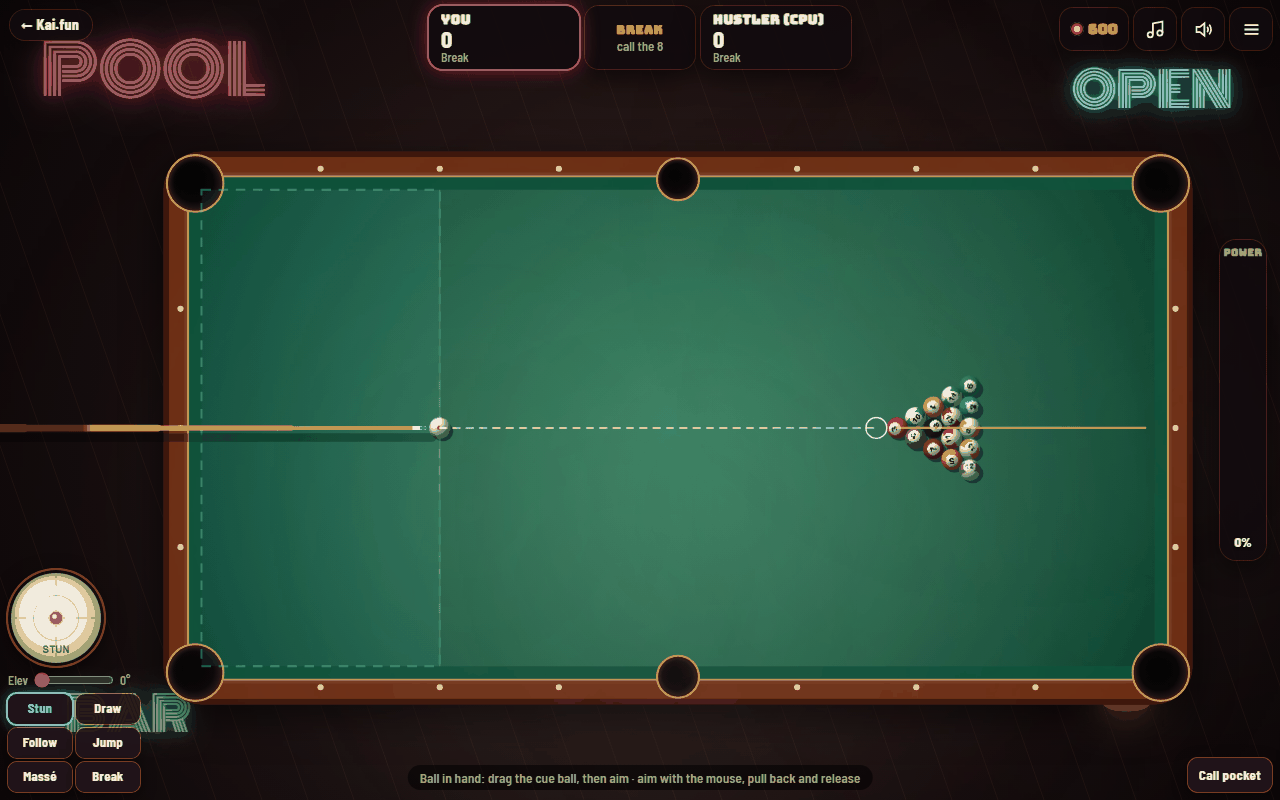 ← Kai.fun
POOL
YOU
0
Break
BREAK
call the 8
HUSTLER (CPU)
0
Break
600
OPEN
POWER
0%
STUN
Elev
0°
Stun
Draw
Follow
Jump
Massé
Break
Ball in hand: drag the cue ball, then aim · aim with the mouse, pull back and release
Call pocket